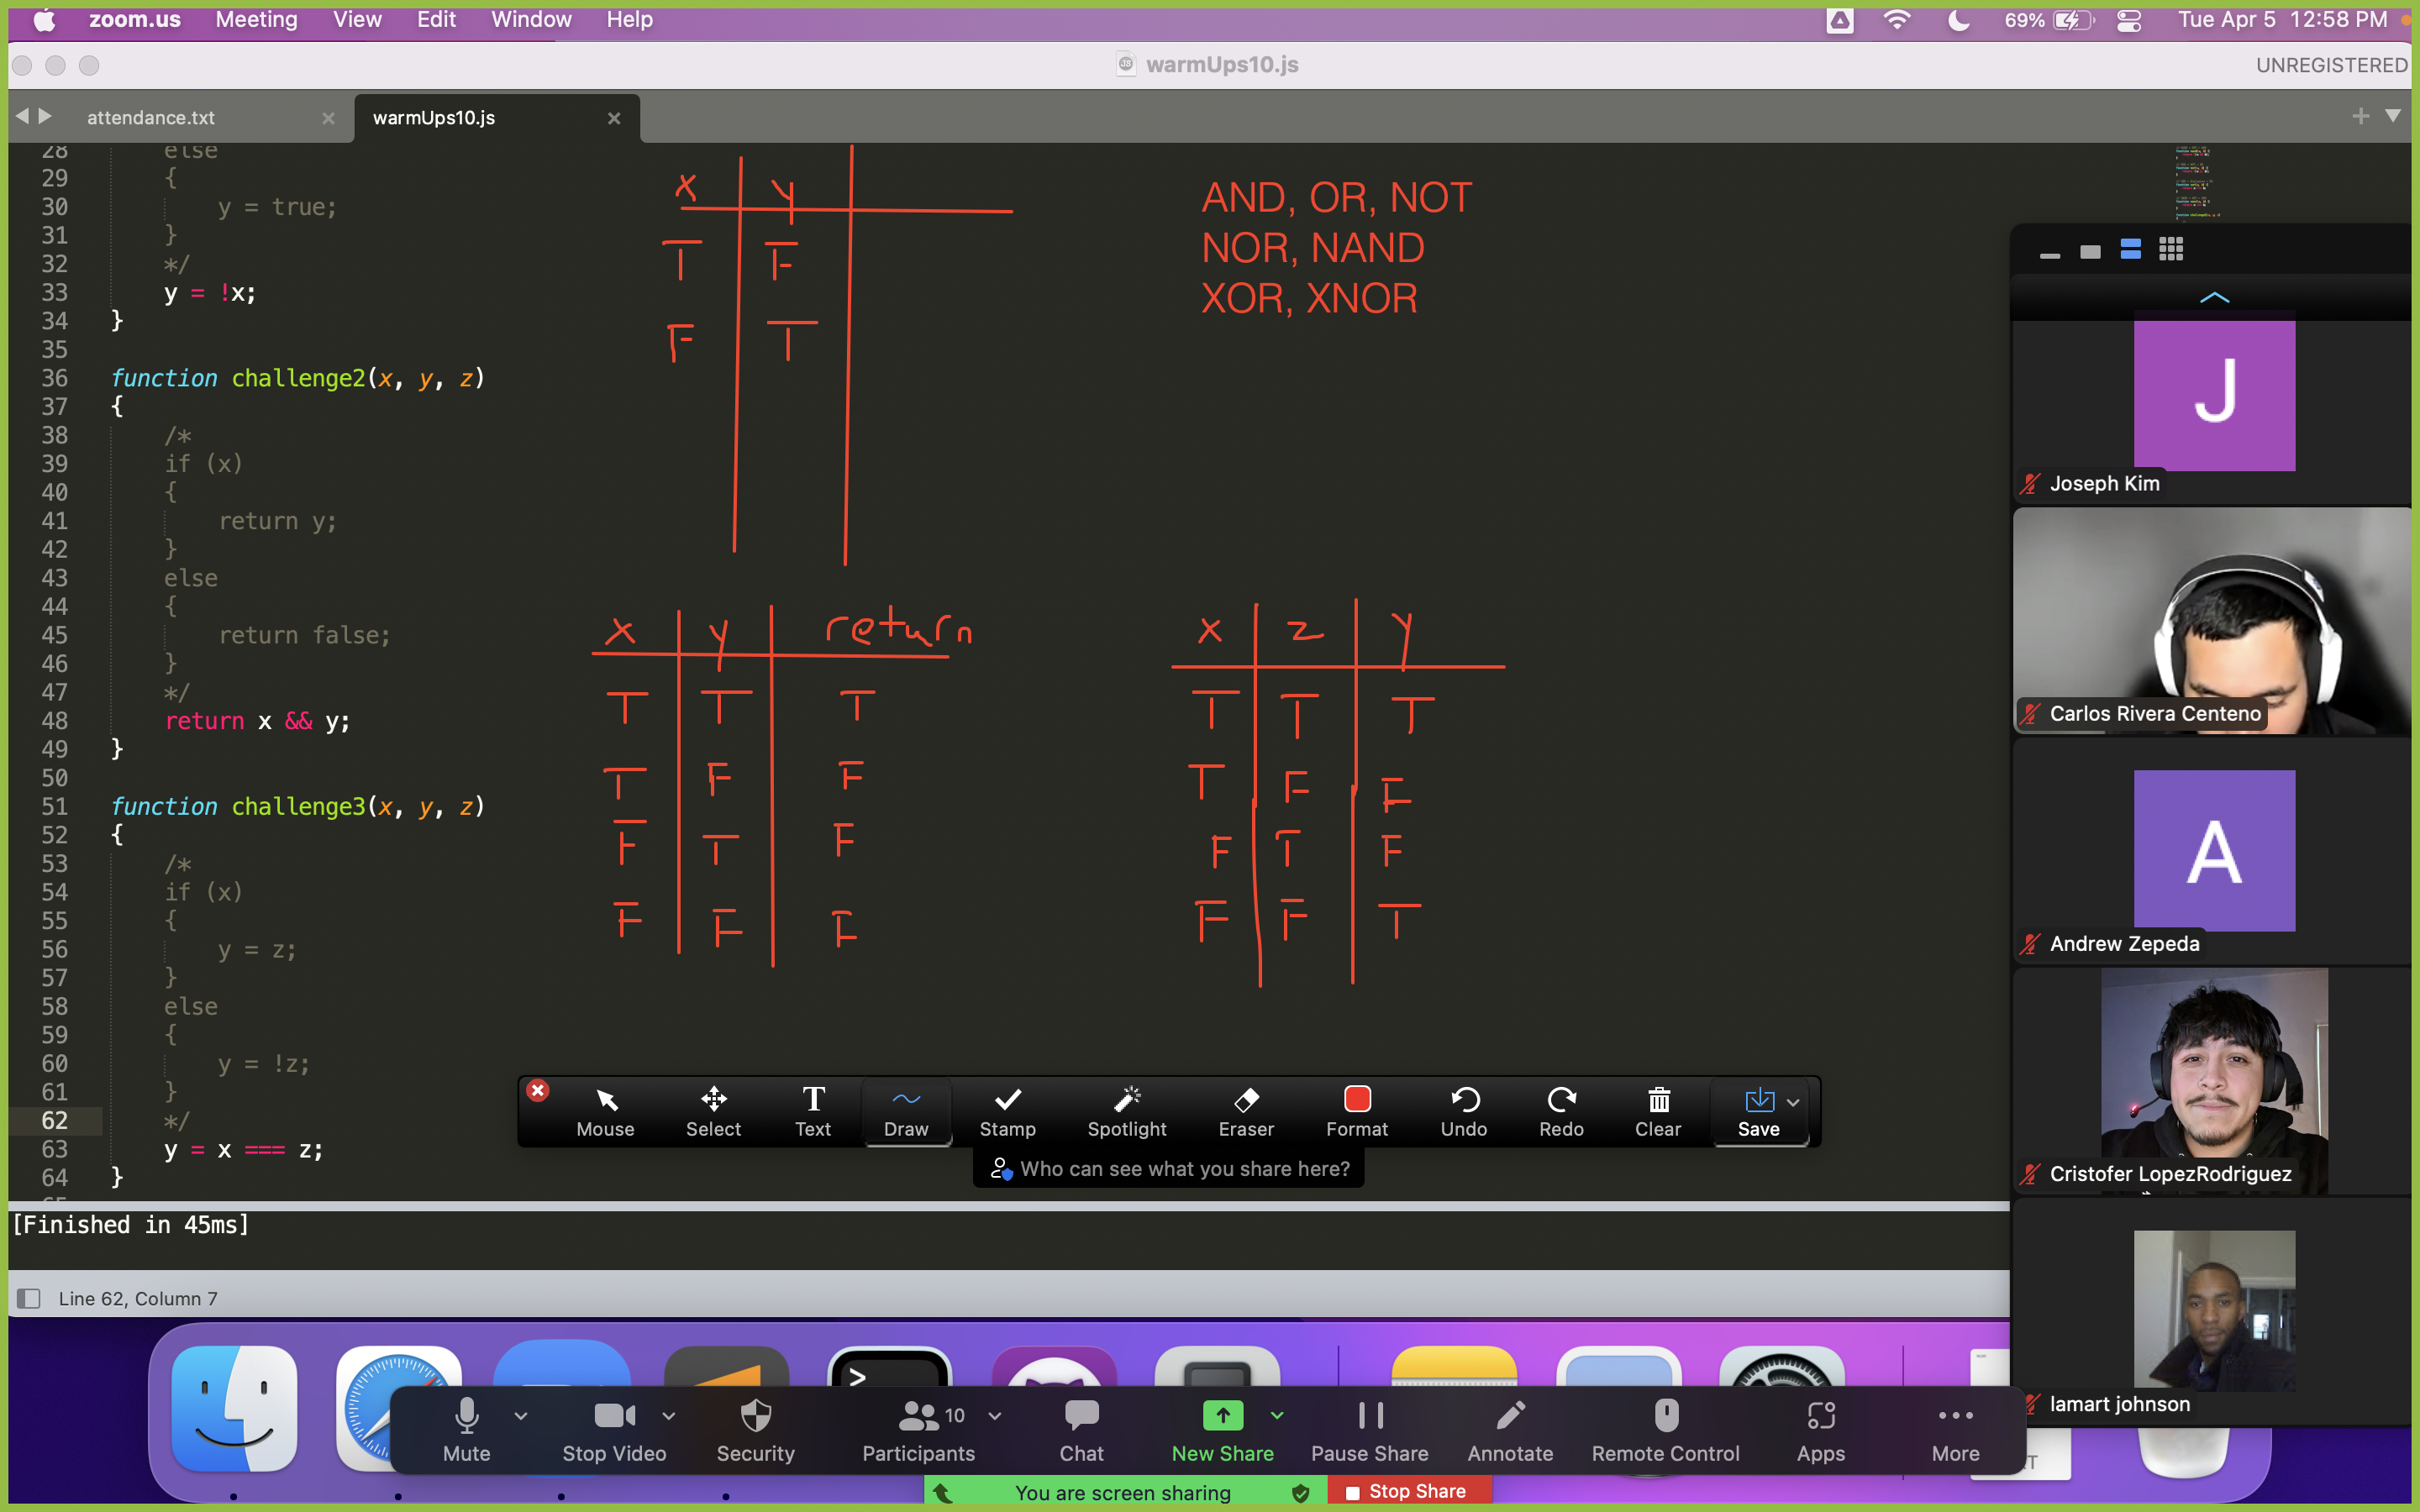 zoom.us Meeting View Edit Window Help 69% Tue Apr 5 12:58 PM
JS warmUps10.js UNREGISTERED
attendance.txt warmUps10.js
28 else
29 {
30 y = true;
31 }
32 */
33 y = !x;
34 }
35
36 function challenge2(x, y, z)
37 {
38 /*
39 if (x)
40 {
41 return y;
42 }
43 else
44 {
45 return false;
46 }
47 */
48 return x && y;
49 }
50
51 function challenge3(x, y, z)
52 {
53 /*
54 if (x)
55 {
56 y = z;
57 }
58 else
59 {
60 y = !z;
61 }
62 */
63 y = x === z;
64 }
65
x y
T F
F T
AND, OR, NOT
NOR, NAND
XOR, XNOR
x y return
T T T
T F F
F T F
F F F
x z y
T T T
T F F
F T F
F F T
J
Joseph Kim
Carlos Rivera Centeno
A
Andrew Zepeda
Cristofer LopezRodriguez
lamart johnson
Mouse Select Text Draw Stamp Spotlight Eraser Format Undo Redo Clear Save
Who can see what you share here?
[Finished in 45ms]
Line 62, Column 7
Mute Stop Video Security Participants 10 Chat New Share Pause Share Annotate Remote Control Apps More
You are screen sharing Stop Share